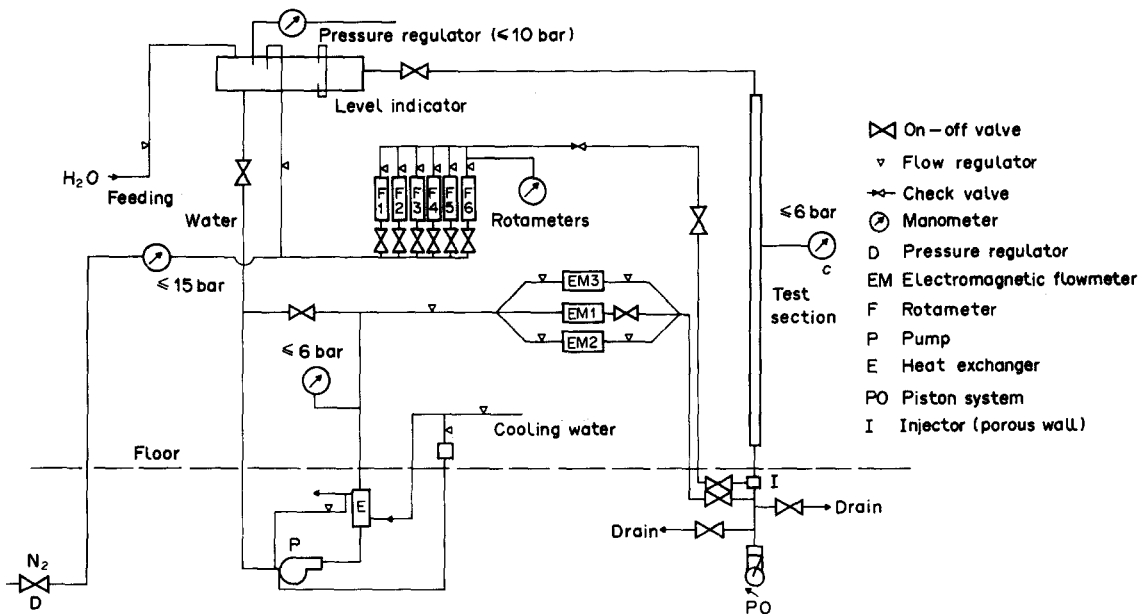 Pressure regulator (≤10 bar)
Level indicator
H₂O
Feeding
Water
F 1
F 2
F 3
F 4
F 5
F 6
Rotameters
≤ 15 bar
≤6 bar
c
Test section
EM3
EM1
EM2
≤ 6 bar
Cooling water
Floor
E
P
N₂
D
I
Drain
Drain
PO
On-off valve
Flow regulator
Check valve
Manometer
D Pressure regulator
EM Electromagnetic flowmeter
F Rotameter
P Pump
E Heat exchanger
PO Piston system
I Injector (porous wall)